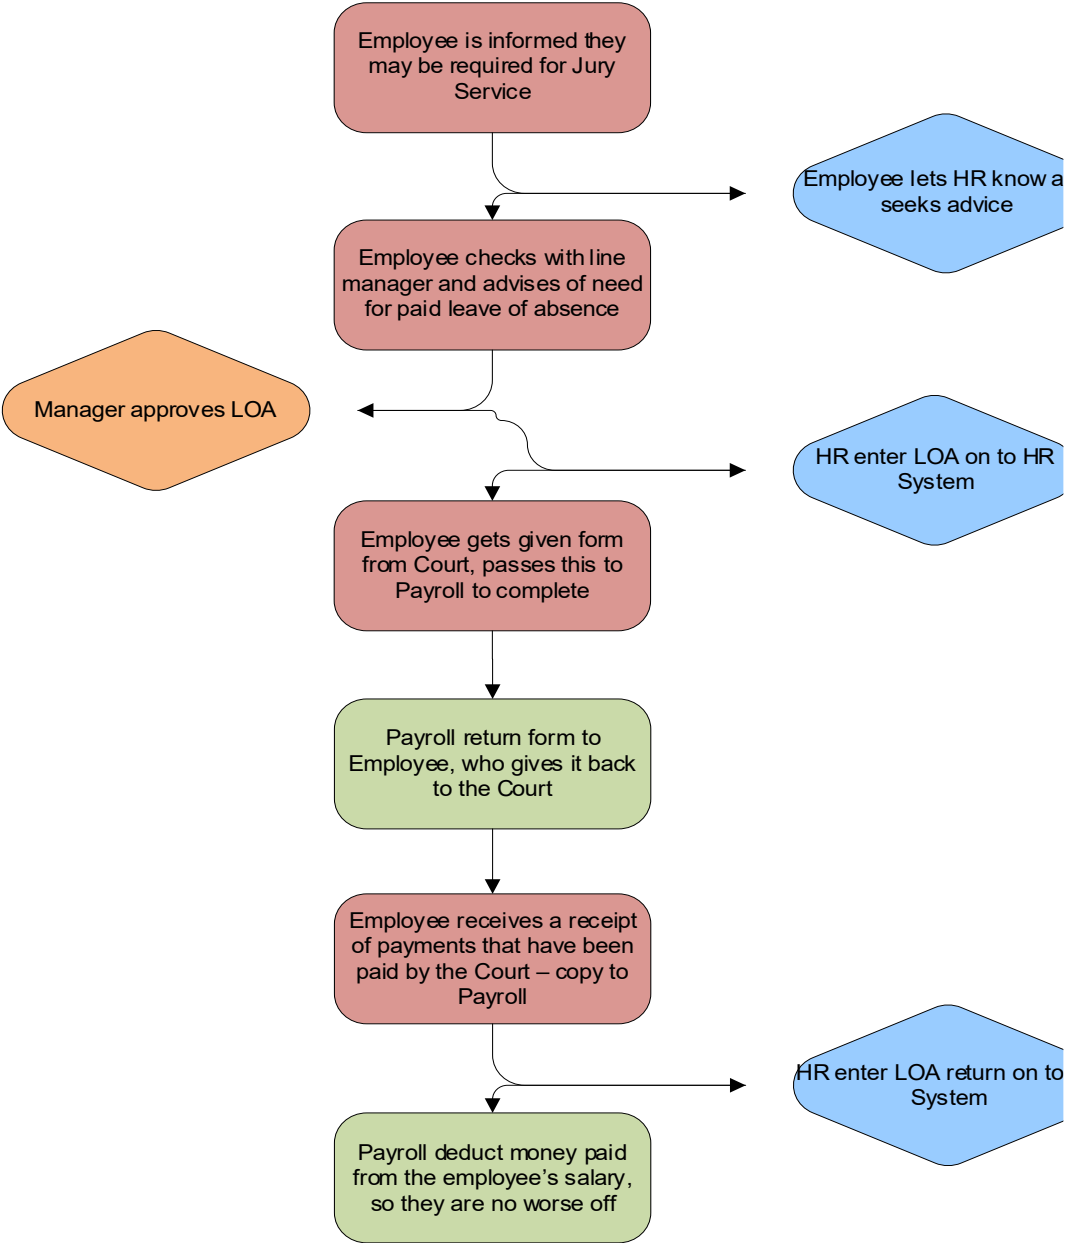 Employee is informed they
may be required for Jury
Service
Employee lets HR know a
seeks advice
Employee checks with line
manager and advises of need
for paid leave of absence
Manager approves LOA
HR enter LOA on to HR
System
Employee gets given form
from Court, passes this to
Payroll to complete
Payroll return form to
Employee, who gives it back
to the Court
Employee receives a receipt
of payments that have been
paid by the Court – copy to
Payroll
HR enter LOA return on to
System
Payroll deduct money paid
from the employee’s salary,
so they are no worse off